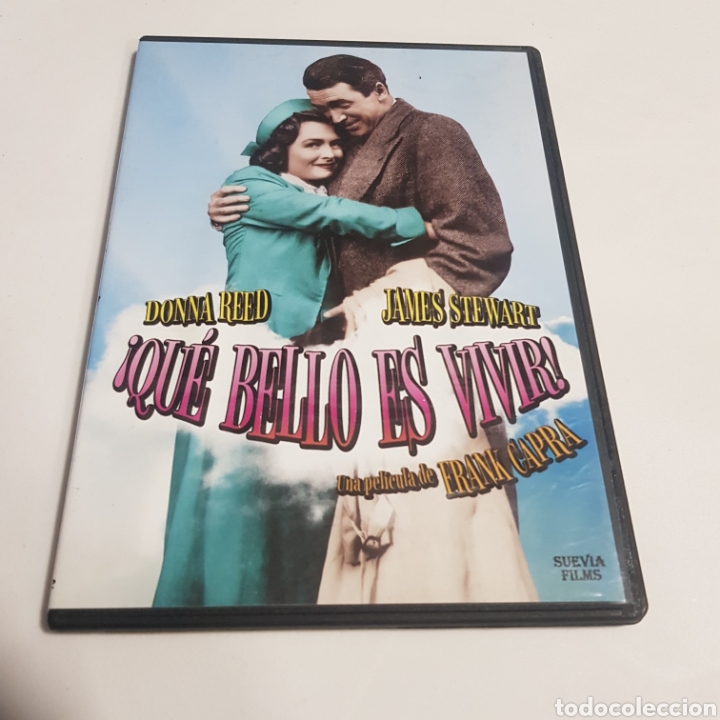 DONNA REED
JAMES STEWART
¡QUÉ BELLO ES VIVIR!
Una película de FRANK CAPRA
SUEVIA
FILMS
todocoleccion